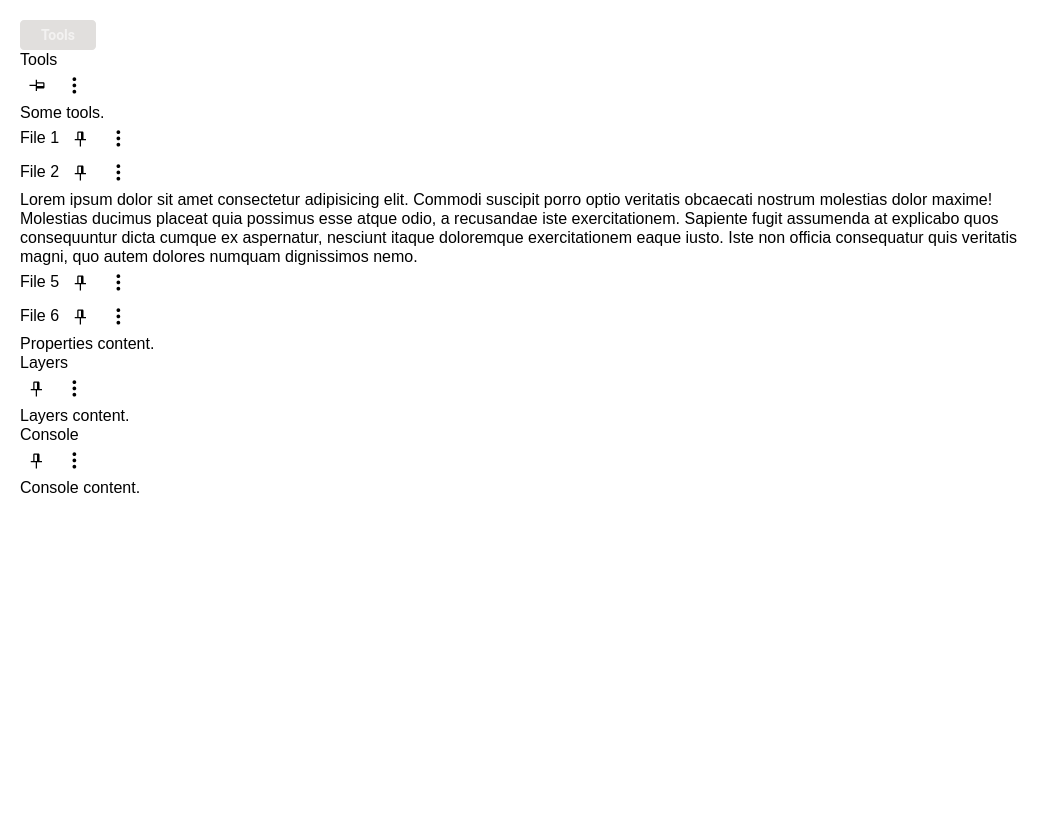 Tools
Tools
Some tools.
File 1
File 2
Lorem ipsum dolor sit amet consectetur adipisicing elit. Commodi suscipit porro optio veritatis obcaecati nostrum molestias dolor maxime!
Molestias ducimus placeat quia possimus esse atque odio, a recusandae iste exercitationem. Sapiente fugit assumenda at explicabo quos
consequuntur dicta cumque ex aspernatur, nesciunt itaque doloremque exercitationem eaque iusto. Iste non officia consequatur quis veritatis
magni, quo autem dolores numquam dignissimos nemo.
File 5
File 6
Properties content.
Layers
Layers content.
Console
Console content.